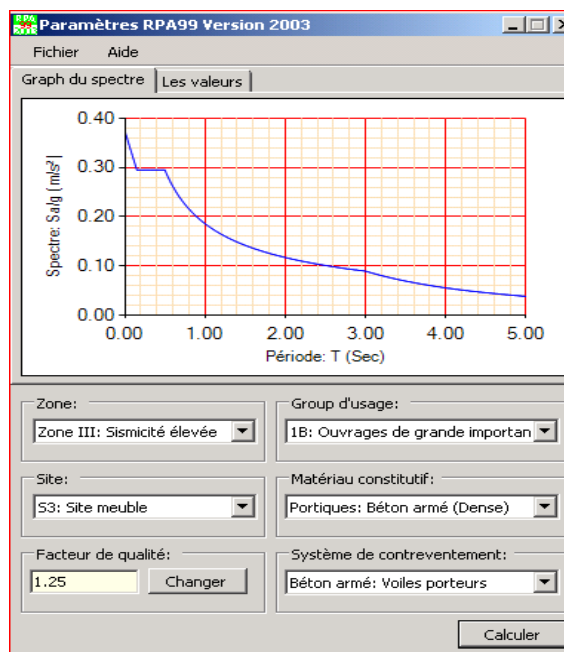 Paramètres RPA99 Version 2003
Fichier Aide
Graph du spectre Les valeurs
0.40
0.30
0.20
0.10
0.00
Spectre: Sa/g [m/s²]
0.00 1.00 2.00 3.00 4.00 5.00
Période: T (Sec)
Zone:
Zone III: Sismicité élevée
Group d'usage:
1B: Ouvrages de grande importan
Site:
S3: Site meuble
Matériau constitutif:
Portiques: Béton armé (Dense)
Facteur de qualité:
1.25 Changer
Système de contreventement:
Béton armé: Voiles porteurs
Calculer